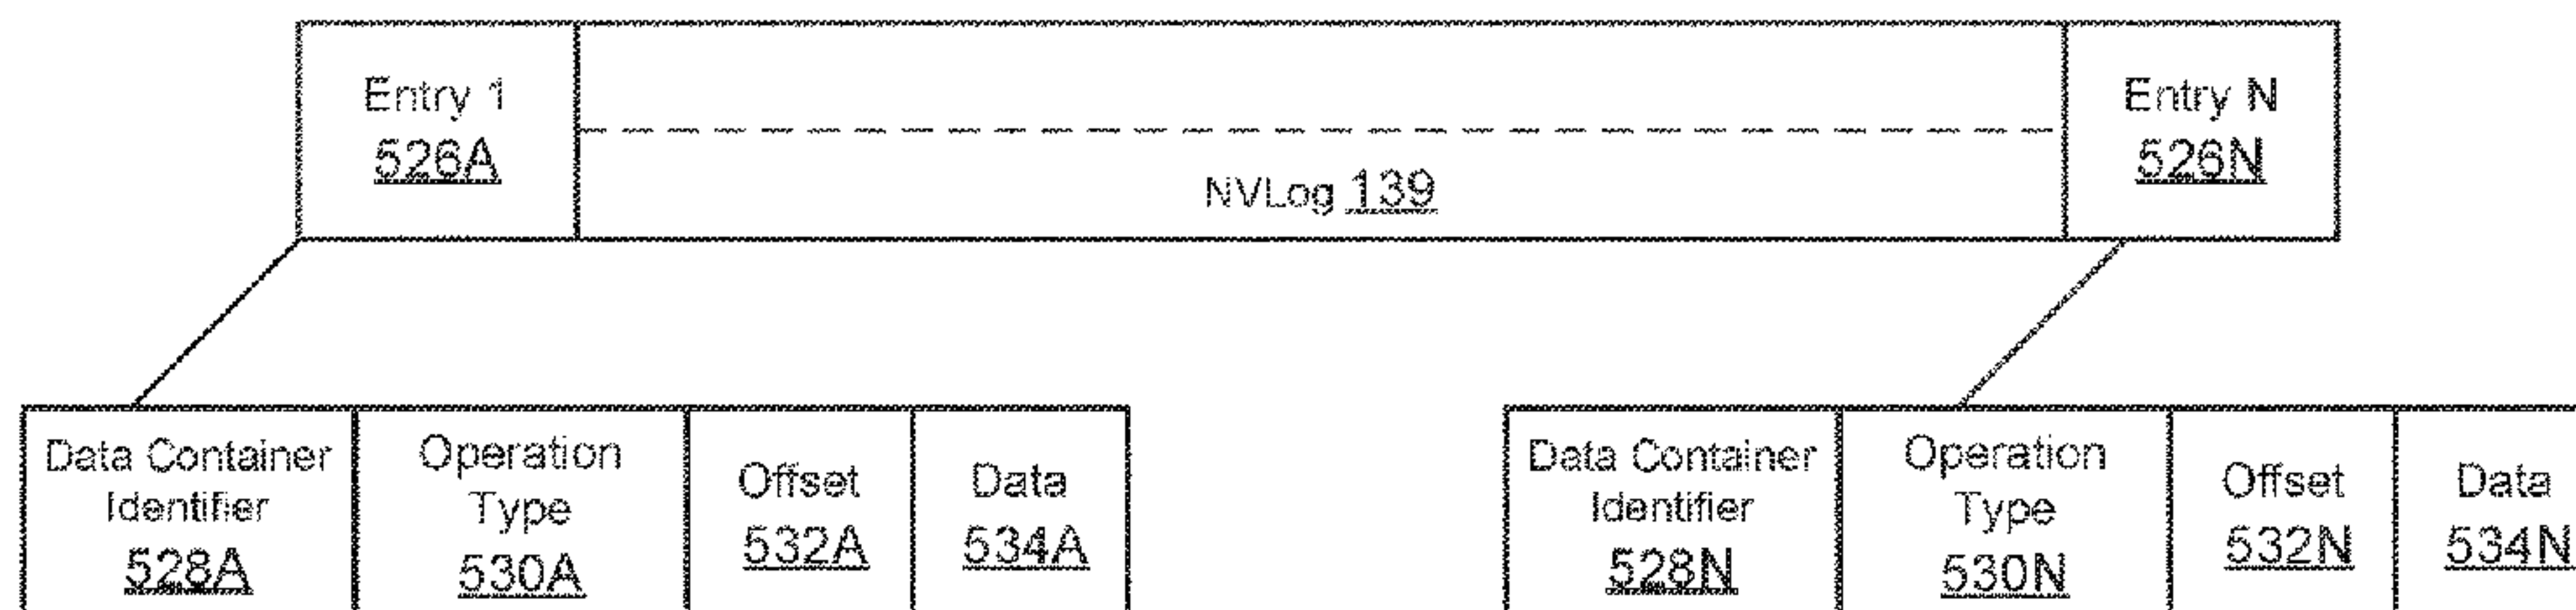 Entry 1
526A
NVLog 139
Entry N
526N
Data Container
Identifier
528A
Operation
Type
530A
Offset
532A
Data
534A
Data Container
Identifier
528N
Operation
Type
530N
Offset
532N
Data
534N